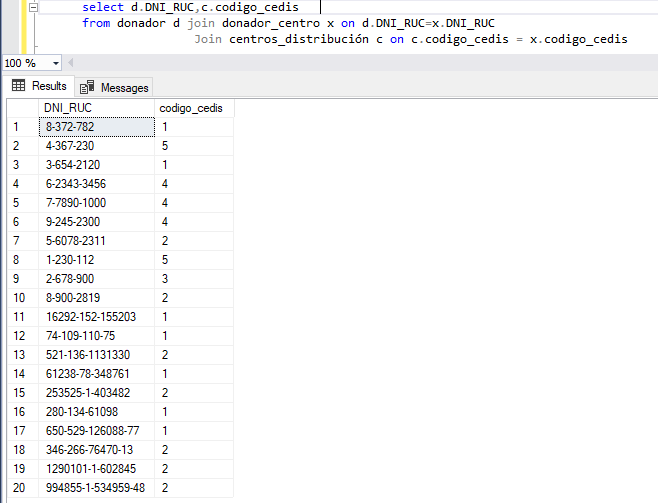 select d.DNI_RUC,c.codigo_cedis
from donador d join donador_centro x on d.DNI_RUC=x.DNI_RUC
Join centros_distribución c on c.codigo_cedis = x.codigo_cedis
100 %
Results Messages
DNI_RUC codigo_cedis
1 8-372-782 1
2 4-367-230 5
3 3-654-2120 1
4 6-2343-3456 4
5 7-7890-1000 4
6 9-245-2300 4
7 5-6078-2311 2
8 1-230-112 5
9 2-678-900 3
10 8-900-2819 2
11 16292-152-155203 1
12 74-109-110-75 1
13 521-136-1131330 2
14 61238-78-348761 1
15 253525-1-403482 2
16 280-134-61098 1
17 650-529-126088-77 1
18 346-266-76470-13 2
19 1290101-1-602845 2
20 994855-1-534959-48 2